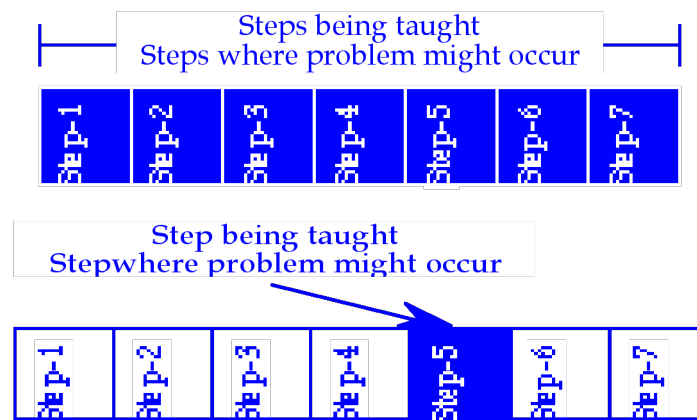 Steps being taught
Steps where problem might occur
Step-1 Step-2 Step-3 Step-4 Step-5 Step-6 Step-7
Step being taught
Stepwhere problem might occur
Step-1 Step-2 Step-3 Step-4 Step-5 Step-6 Step-7